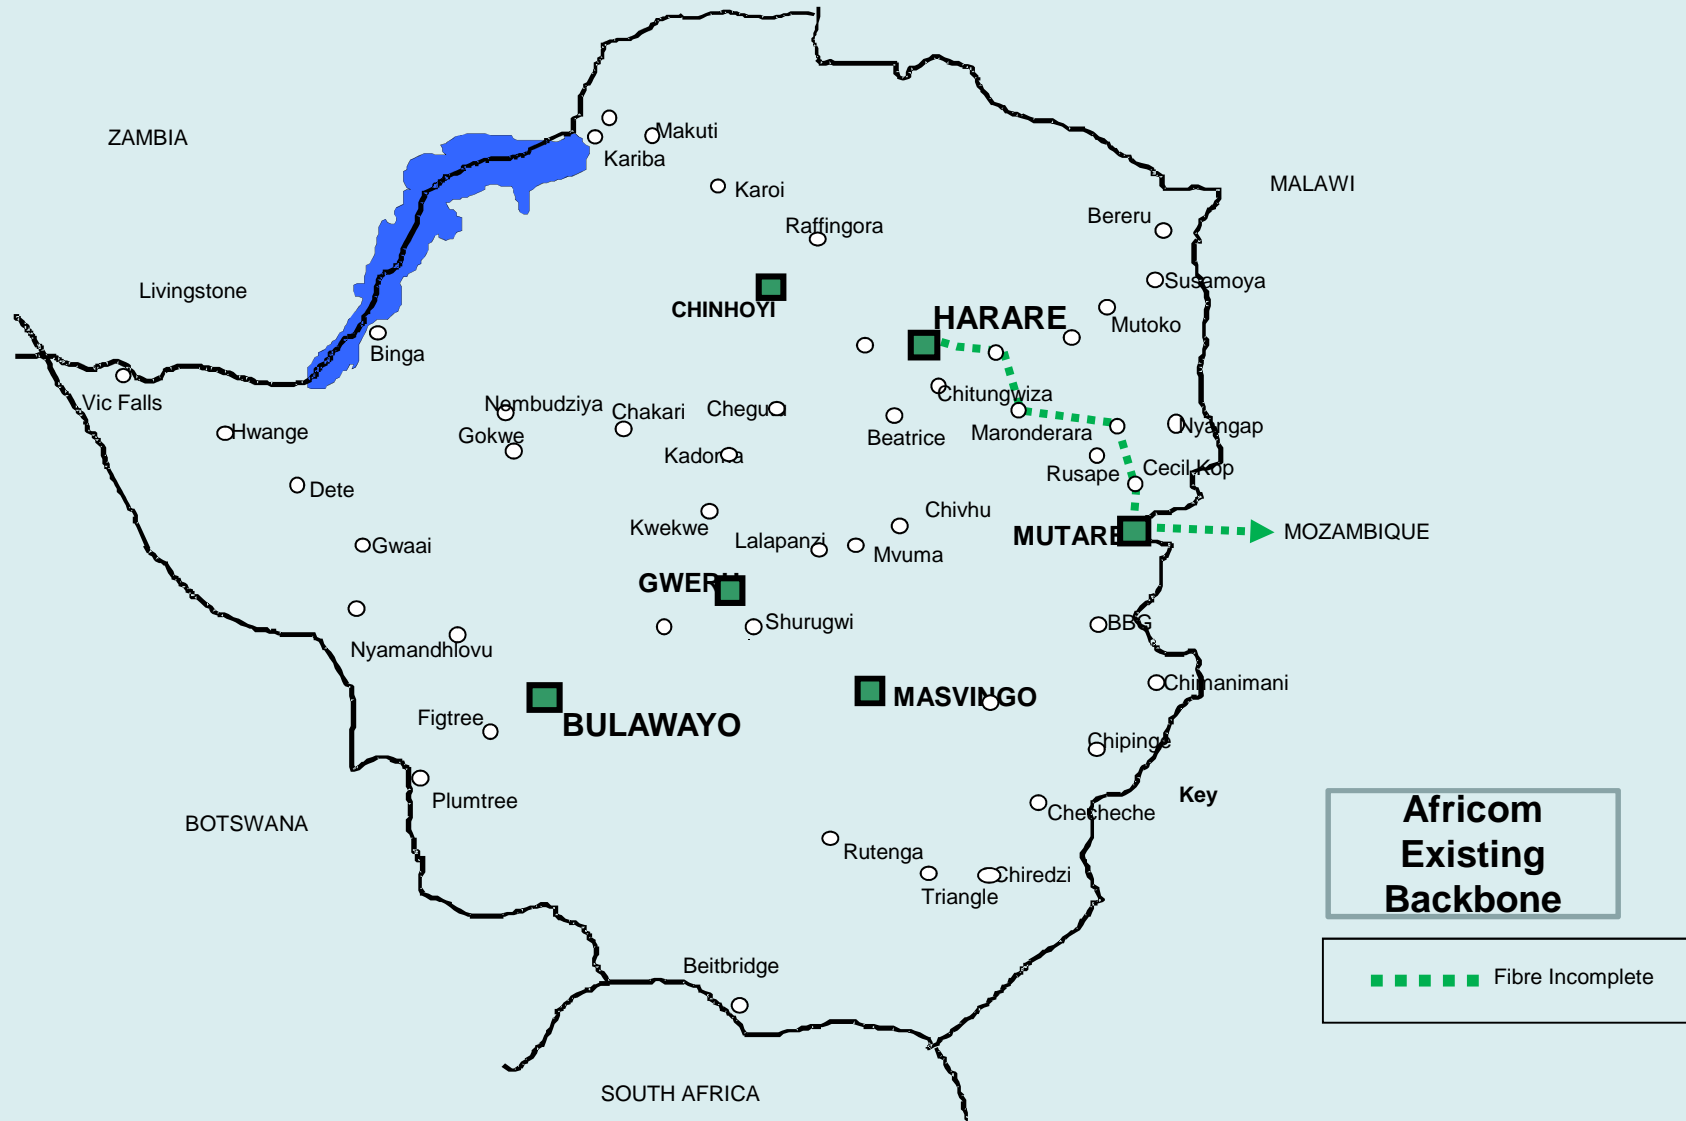 ZAMBIA
Makuti
Kariba
Karoi
MALAWI
Bereru
Raffingora
Susamoya
Livingstone
CHINHOYI
HARARE
Mutoko
Binga
Vic Falls
Chitungwiza
Nembudziya
Chakari
Chegutu
Hwange
Gokwe
Beatrice
Maronderara
Nyangap
Kadoma
Rusape
Cecil Kop
Dete
Kwekwe
Chivhu
Lalapanzi
MUTARE
MOZAMBIQUE
Gwaai
Mvuma
GWERU
Shurugwi
BBG
Nyamandhlovu
Chimanimani
MASVINGO
Figtree
BULAWAYO
Chipinge
Plumtree
Key
Africom
Existing
Backbone
BOTSWANA
Checheche
Rutenga
Chiredzi
Triangle
Beitbridge
Fibre Incomplete
SOUTH AFRICA